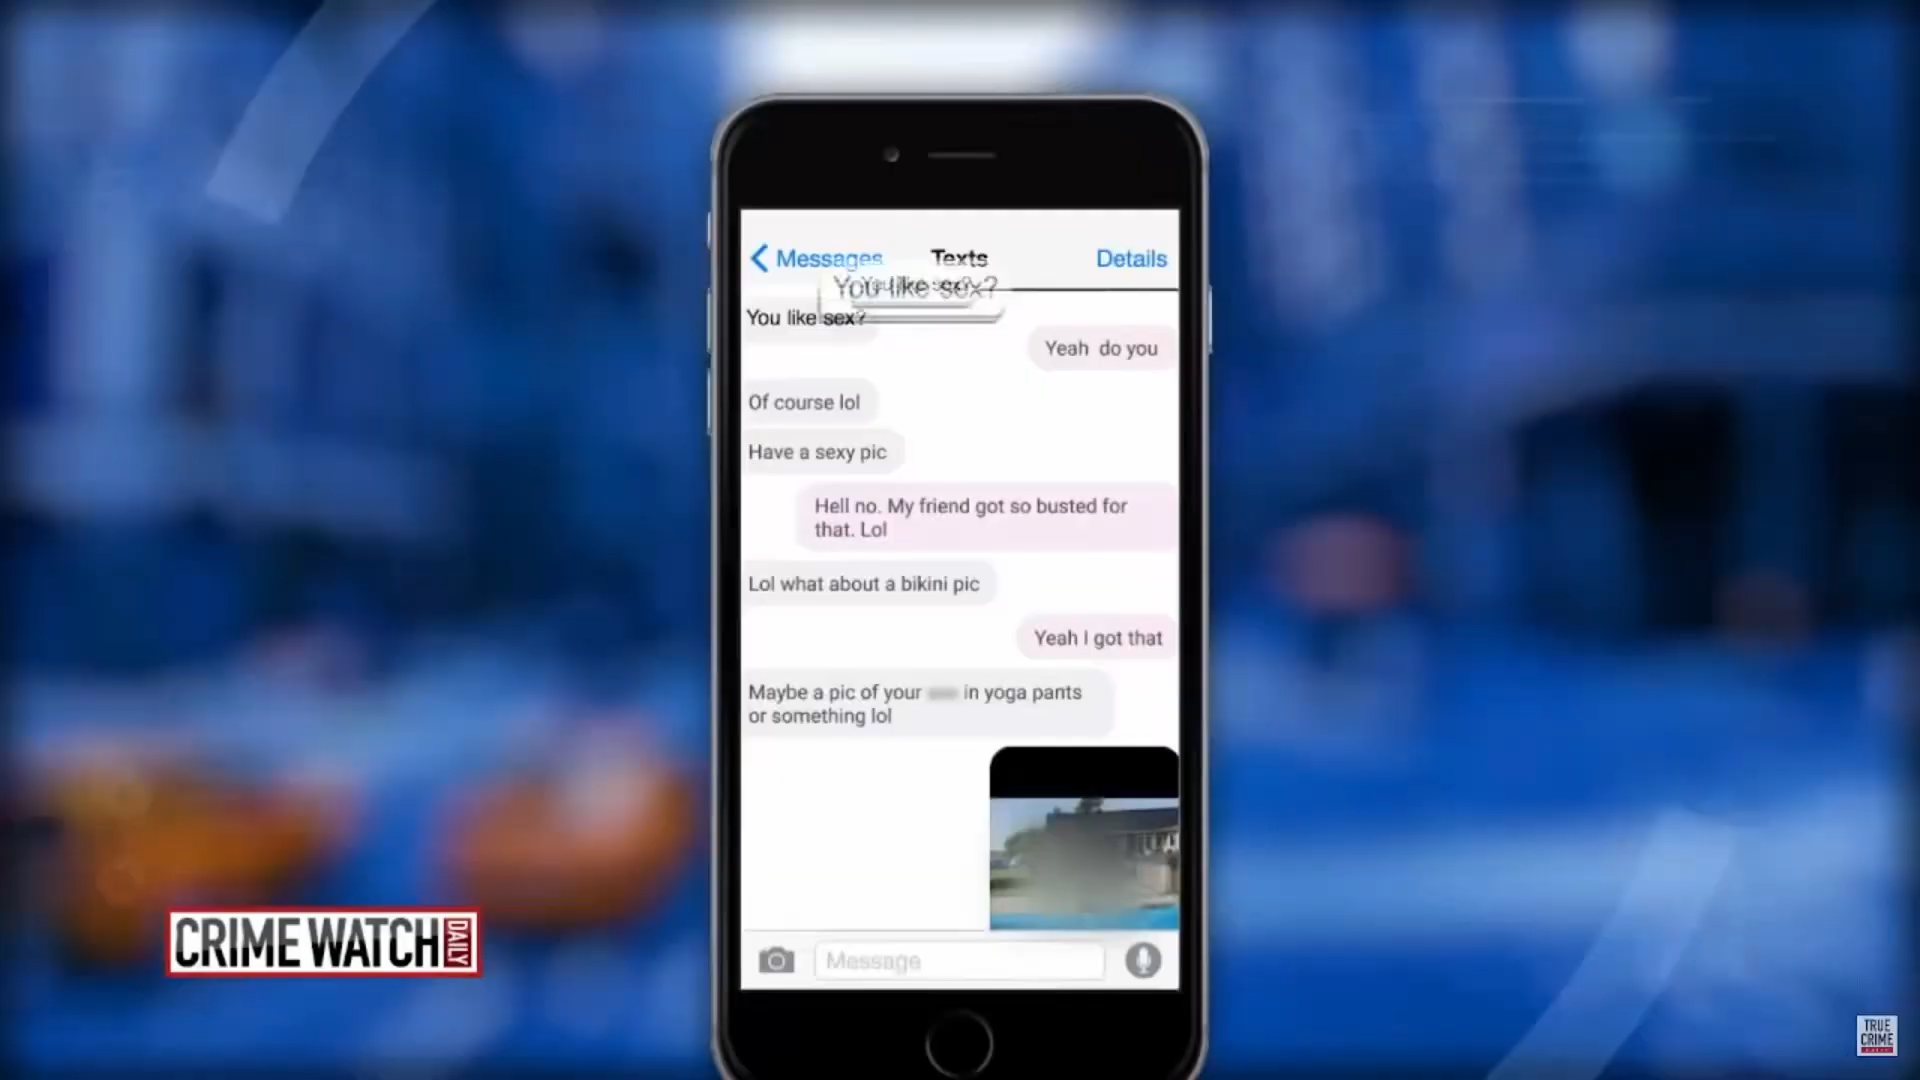 Messages
Texts
Details
You like sex?
You like sex?
Yeah do you
Of course lol
Have a sexy pic
Hell no. My friend got so busted for
that. Lol
Lol what about a bikini pic
Yeah I got that
Maybe a pic of your in yoga pants
or something lol
Message
CRIME WATCH DAILY
TRUE
CRIME